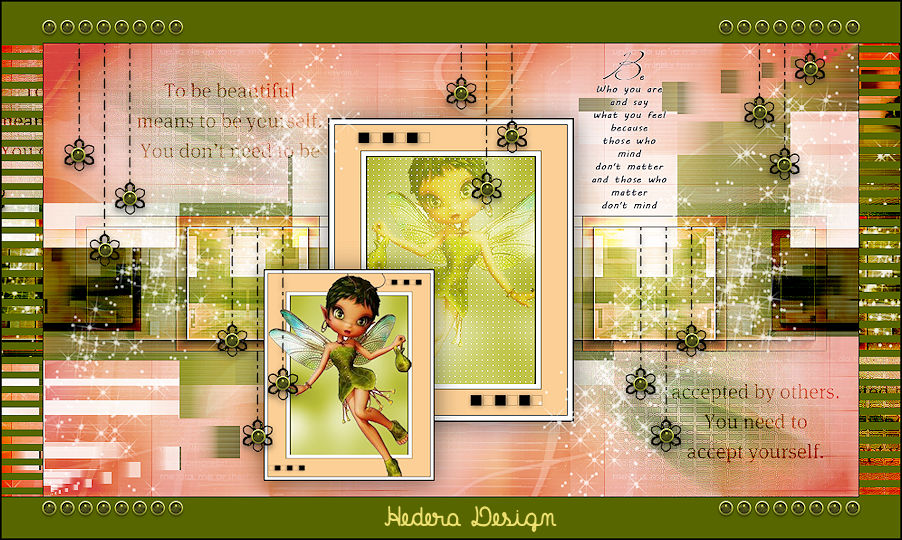 To be beautiful
means to be yourself.
You don't need to be
Be
Who you are
and say
what you feel
because
those who
mind
don't matter
and those who
matter
don't mind
accepted by others.
You need to
accept yourself.
Hedera Design